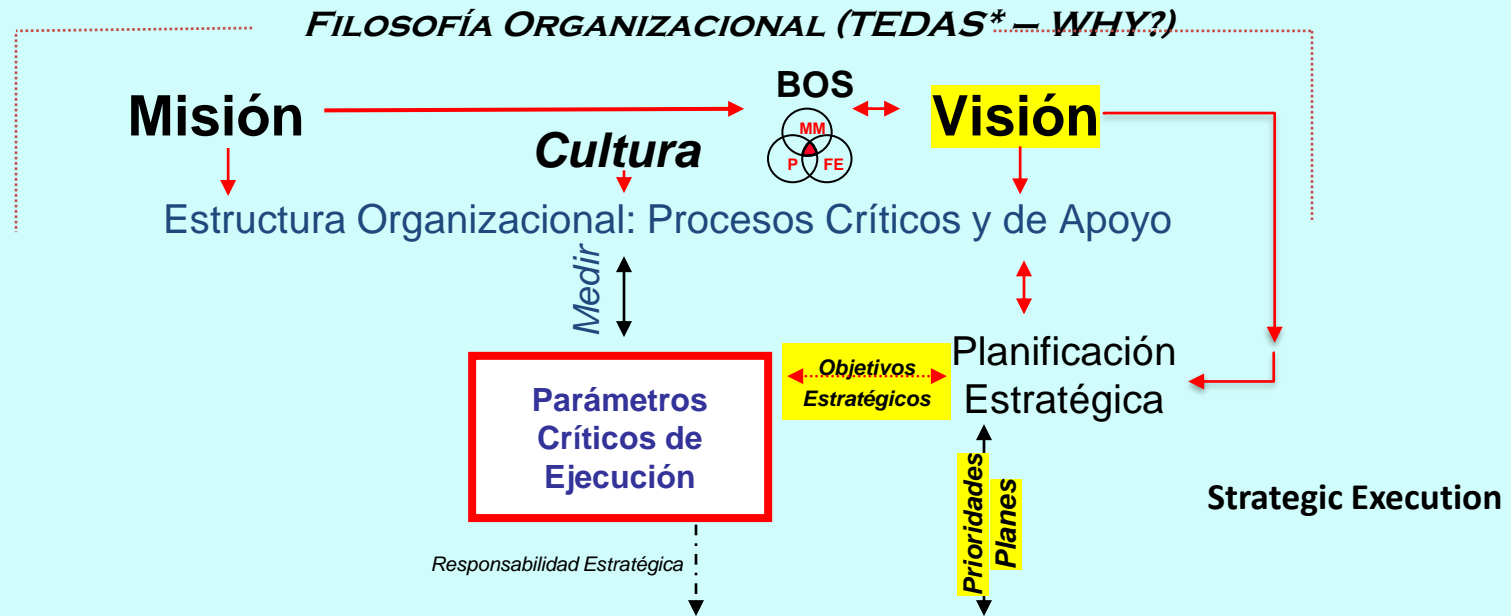 FILOSOFÍA ORGANIZACIONAL (TEDAS* – WHY?)
BOS
Misión
Visión
MM
Cultura
P FE
Estructura Organizacional: Procesos Críticos y de Apoyo
Medir
Planificación
Estratégica
Objetivos
Estratégicos
Parámetros
Críticos de
Ejecución
Prioridades
Planes
Strategic Execution
Responsabilidad Estratégica